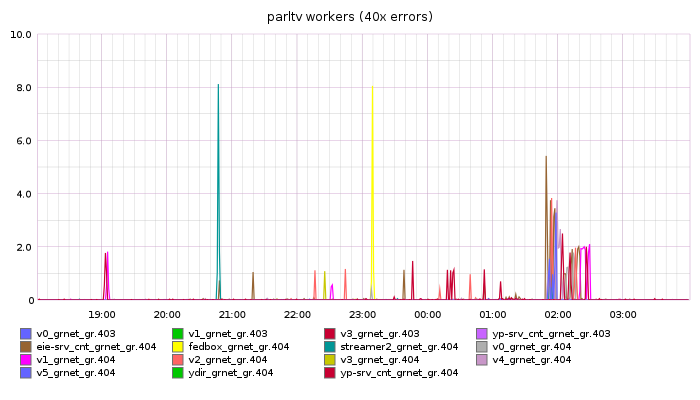 parltv workers (40x errors)
10.0
8.0
6.0
4.0
2.0
0.0
19:00 20:00 21:00 22:00 23:00 00:00 01:00 02:00 03:00
v0_grnet_gr.403 v1_grnet_gr.403 v3_grnet_gr.403 yp-srv_cnt_grnet_gr.403
eie-srv_cnt_grnet_gr.404 fedbox_grnet_gr.404 streamer2_grnet_gr.404 v0_grnet_gr.404
v1_grnet_gr.404 v2_grnet_gr.404 v3_grnet_gr.404 v4_grnet_gr.404
v5_grnet_gr.404 ydir_grnet_gr.404 yp-srv_cnt_grnet_gr.404